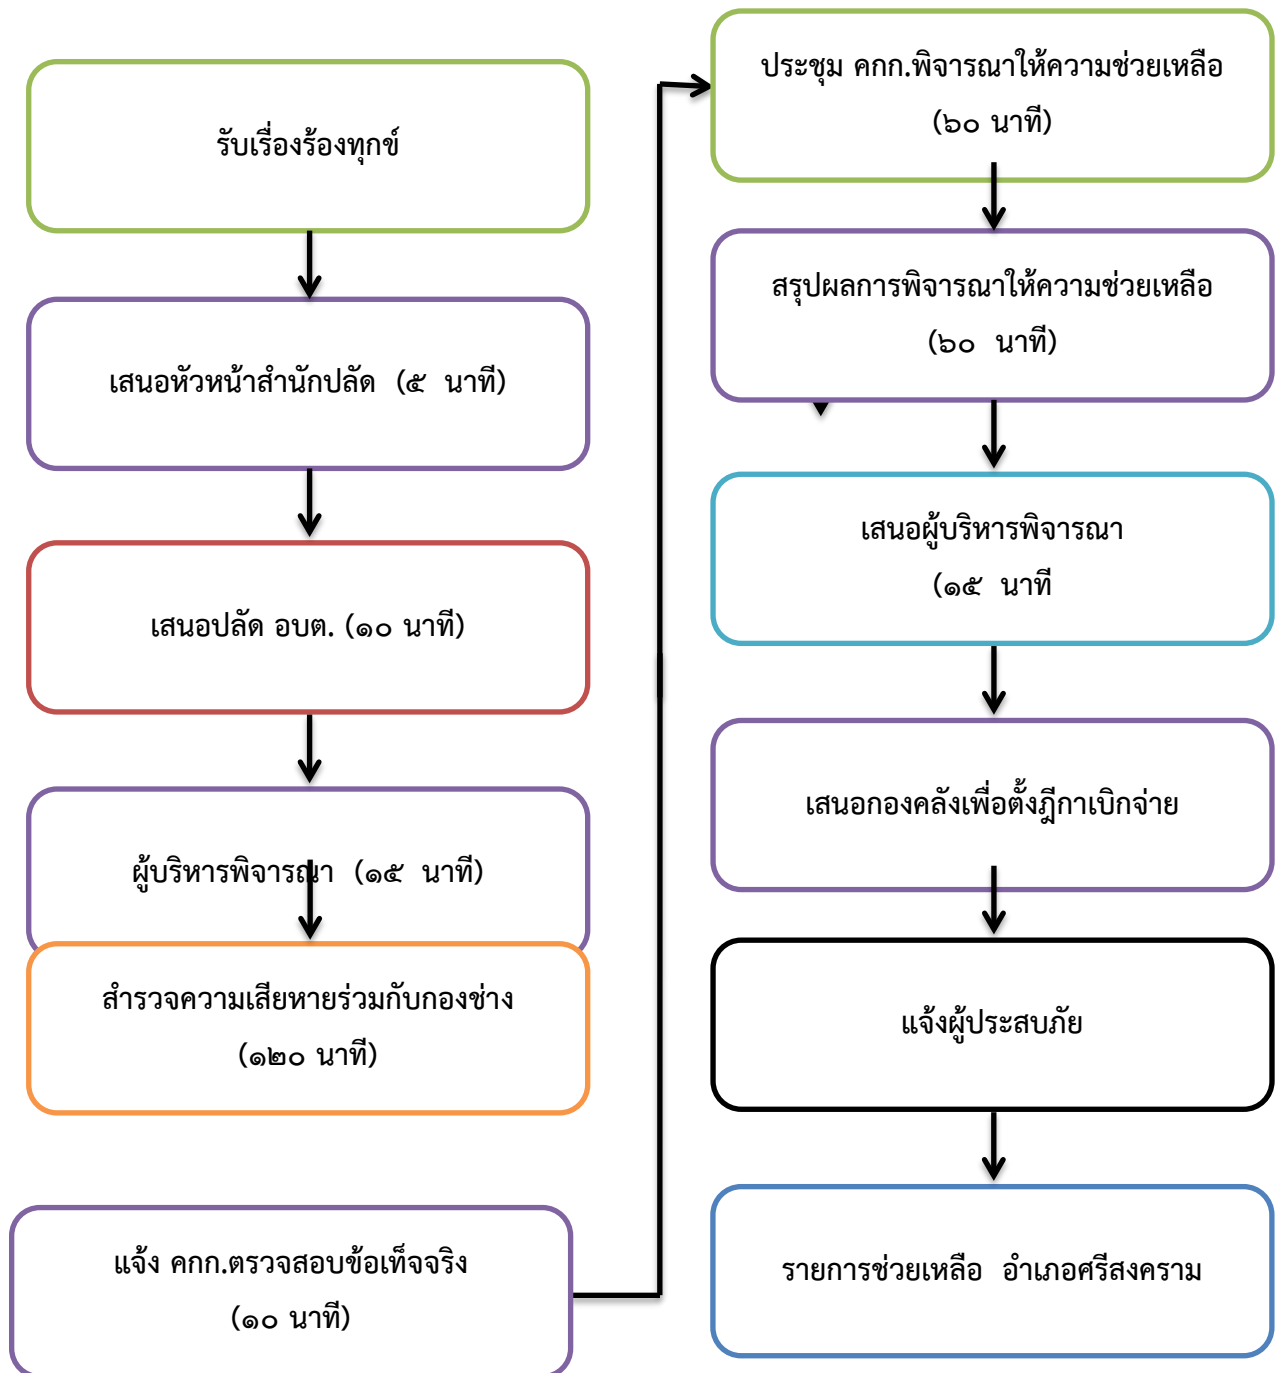 รับเรื่องร้องทุกข์
เสนอหัวหน้าสำนักปลัด (๕ นาที)
เสนอปลัด อบต. (๑๐ นาที)
ผู้บริหารพิจารณา (๑๕ นาที)
สำรวจความเสียหายร่วมกับกองช่าง
(๑๒๐ นาที)
แจ้ง คกก.ตรวจสอบข้อเท็จจริง
(๑๐ นาที)
ประชุม คกก.พิจารณาให้ความช่วยเหลือ
(๖๐ นาที)
สรุปผลการพิจารณาให้ความช่วยเหลือ
(๖๐ นาที)
เสนอผู้บริหารพิจารณา
(๑๕ นาที
เสนอกองคลังเพื่อตั้งฎีกาเบิกจ่าย
แจ้งผู้ประสบภัย
รายการช่วยเหลือ อำเภอศรีสงคราม